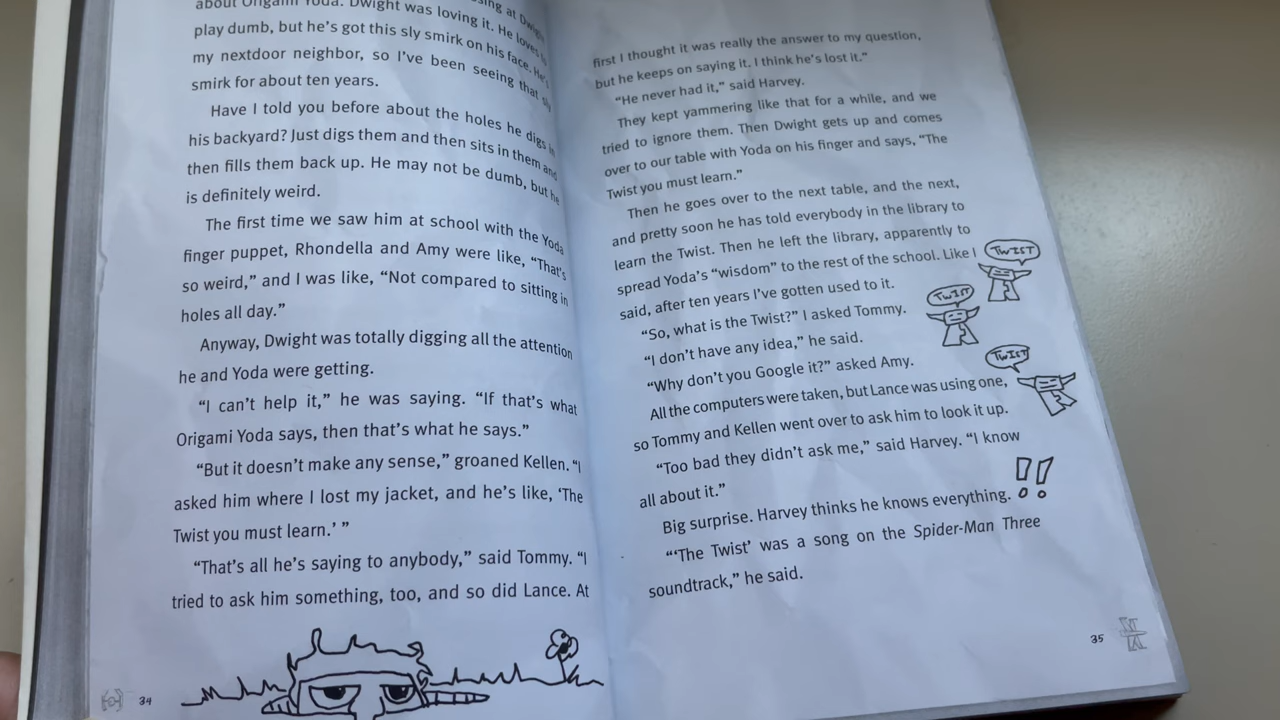 about Origami Yoda. Dwight was loving it. He loves to
play dumb, but he's got this sly smirk on his face. He's
my nextdoor neighbor, so I've been seeing that sly
smirk for about ten years.
Have I told you before about the holes he digs in
his backyard? Just digs them and then sits in them and
then fills them back up. He may not be dumb, but he
is definitely weird.
The first time we saw him at school with the Yoda
finger puppet, Rhondella and Amy were like, “That's
so weird,” and I was like, “Not compared to sitting in
holes all day.”
Anyway, Dwight was totally digging all the attention
he and Yoda were getting.
“I can't help it,” he was saying. “If that's what
Origami Yoda says, then that's what he says.”
“But it doesn't make any sense,” groaned Kellen. “I
asked him where I lost my jacket, and he's like, ‘The
Twist you must learn.’ ”
“That's all he's saying to anybody,” said Tommy. “I
tried to ask him something, too, and so did Lance. At
34
first I thought it was really the answer to my question,
but he keeps on saying it. I think he's lost it.”
“He never had it,” said Harvey.
They kept yammering like that for a while, and we
tried to ignore them. Then Dwight gets up and comes
over to our table with Yoda on his finger and says, “The
Twist you must learn.”
Then he goes over to the next table, and the next,
and pretty soon he has told everybody in the library to
learn the Twist. Then he left the library, apparently to
spread Yoda's “wisdom” to the rest of the school. Like I
said, after ten years I've gotten used to it.
“So, what is the Twist?” I asked Tommy.
“I don't have any idea,” he said.
“Why don't you Google it?” asked Amy.
All the computers were taken, but Lance was using one,
so Tommy and Kellen went over to ask him to look it up.
“Too bad they didn't ask me,” said Harvey. “I know
all about it.”
Big surprise. Harvey thinks he knows everything.
“‘The Twist’ was a song on the Spider-Man Three
soundtrack,” he said.
TWIST
TWIST
TWIST
!!
35